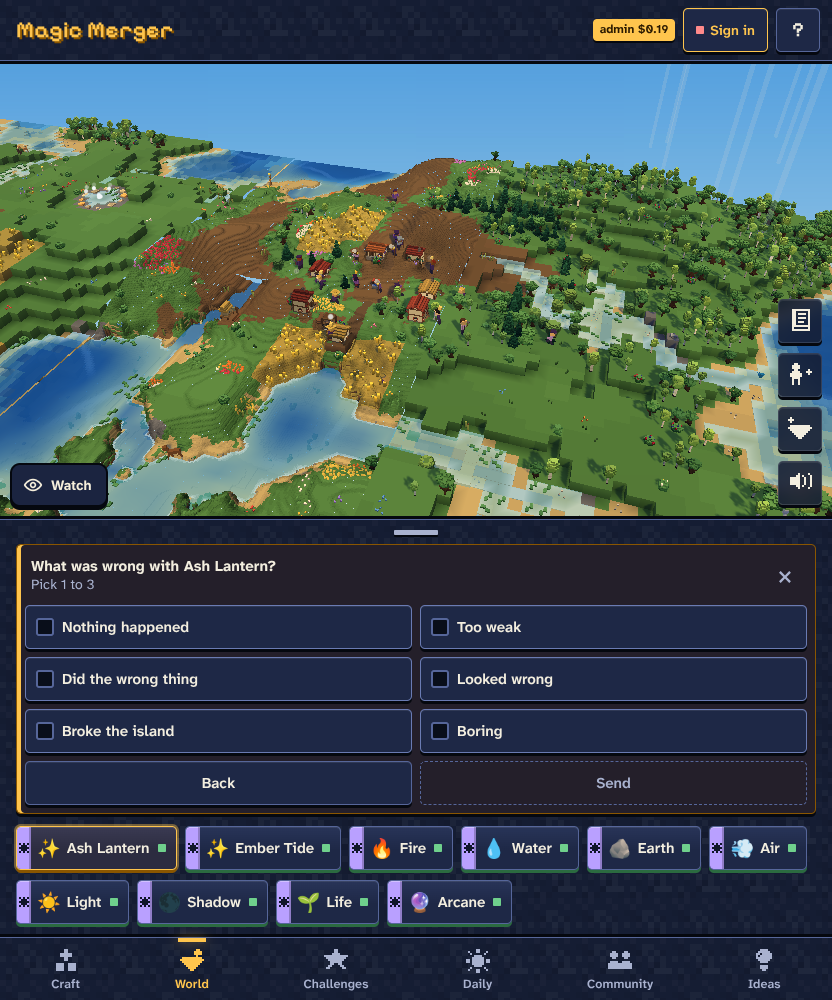 Magic Merger
admin $0.19
Sign in
?
Watch
What was wrong with Ash Lantern?
Pick 1 to 3
Nothing happened
Too weak
Did the wrong thing
Looked wrong
Broke the island
Boring
Back
Send
Ash Lantern
Ember Tide
Fire
Water
Earth
Air
Light
Shadow
Life
Arcane
Craft
World
Challenges
Daily
Community
Ideas